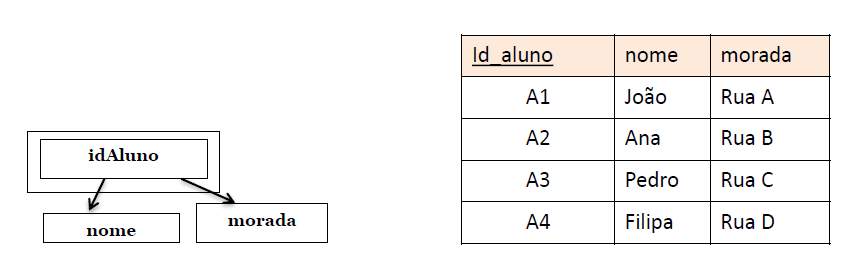 idAluno
nome
morada
Id_aluno nome morada
A1 João Rua A
A2 Ana Rua B
A3 Pedro Rua C
A4 Filipa Rua D